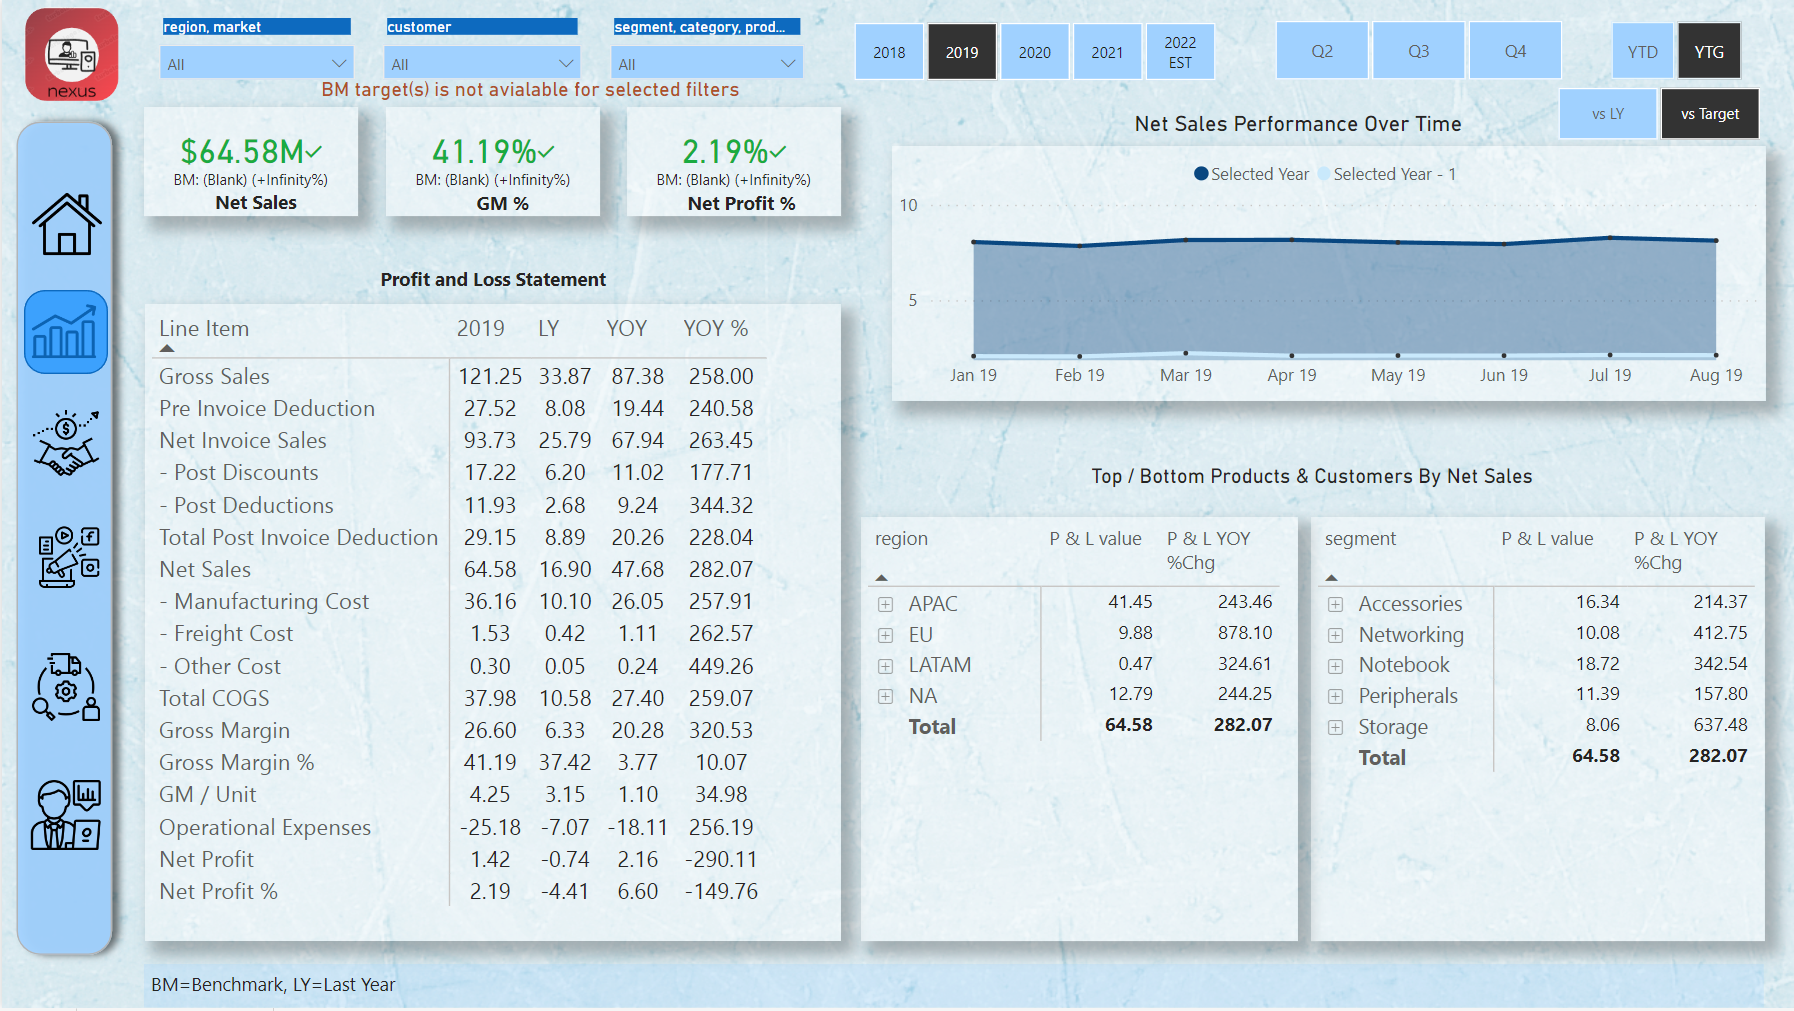 nexus
region, market
customer
segment, category, prod...
All
All
All
BM target(s) is not avialable for selected filters
2018
2019
2020
2021
2022
EST
Q2
Q3
Q4
YTD
YTG
vs LY
vs Target
$64.58M
BM: (Blank) (+Infinity%)
Net Sales
41.19%
BM: (Blank) (+Infinity%)
GM %
2.19%
BM: (Blank) (+Infinity%)
Net Profit %
Net Sales Performance Over Time
Selected Year Selected Year - 1
10
5
Jan 19 Feb 19 Mar 19 Apr 19 May 19 Jun 19 Jul 19 Aug 19
Profit and Loss Statement
Line Item 2019 LY YOY YOY %
Gross Sales 121.25 33.87 87.38 258.00
Pre Invoice Deduction 27.52 8.08 19.44 240.58
Net Invoice Sales 93.73 25.79 67.94 263.45
- Post Discounts 17.22 6.20 11.02 177.71
- Post Deductions 11.93 2.68 9.24 344.32
Total Post Invoice Deduction 29.15 8.89 20.26 228.04
Net Sales 64.58 16.90 47.68 282.07
- Manufacturing Cost 36.16 10.10 26.05 257.91
- Freight Cost 1.53 0.42 1.11 262.57
- Other Cost 0.30 0.05 0.24 449.26
Total COGS 37.98 10.58 27.40 259.07
Gross Margin 26.60 6.33 20.28 320.53
Gross Margin % 41.19 37.42 3.77 10.07
GM / Unit 4.25 3.15 1.10 34.98
Operational Expenses -25.18 -7.07 -18.11 256.19
Net Profit 1.42 -0.74 2.16 -290.11
Net Profit % 2.19 -4.41 6.60 -149.76
Top / Bottom Products & Customers By Net Sales
region P & L value P & L YOY
%Chg
APAC 41.45 243.46
EU 9.88 878.10
LATAM 0.47 324.61
NA 12.79 244.25
Total 64.58 282.07
segment P & L value P & L YOY
%Chg
Accessories 16.34 214.37
Networking 10.08 412.75
Notebook 18.72 342.54
Peripherals 11.39 157.80
Storage 8.06 637.48
Total 64.58 282.07
BM=Benchmark, LY=Last Year